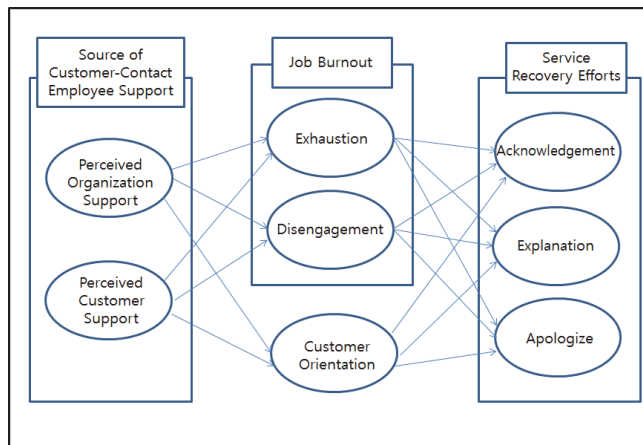 Source of
Customer-Contact
Employee Support
Job Burnout
Service
Recovery Efforts
Perceived
Organization
Support
Perceived
Customer
Support
Exhaustion
Disengagement
Customer
Orientation
Acknowledgement
Explanation
Apologize